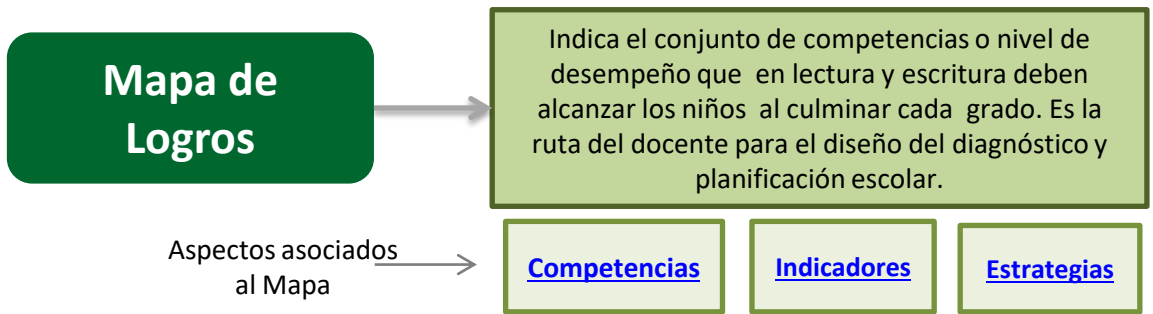 Mapa de
Logros
Indica el conjunto de competencias o nivel de
desempeño que en lectura y escritura deben
alcanzar los niños al culminar cada grado. Es la
ruta del docente para el diseño del diagnóstico y
planificación escolar.
Aspectos asociados
al Mapa
Competencias
Indicadores
Estrategias